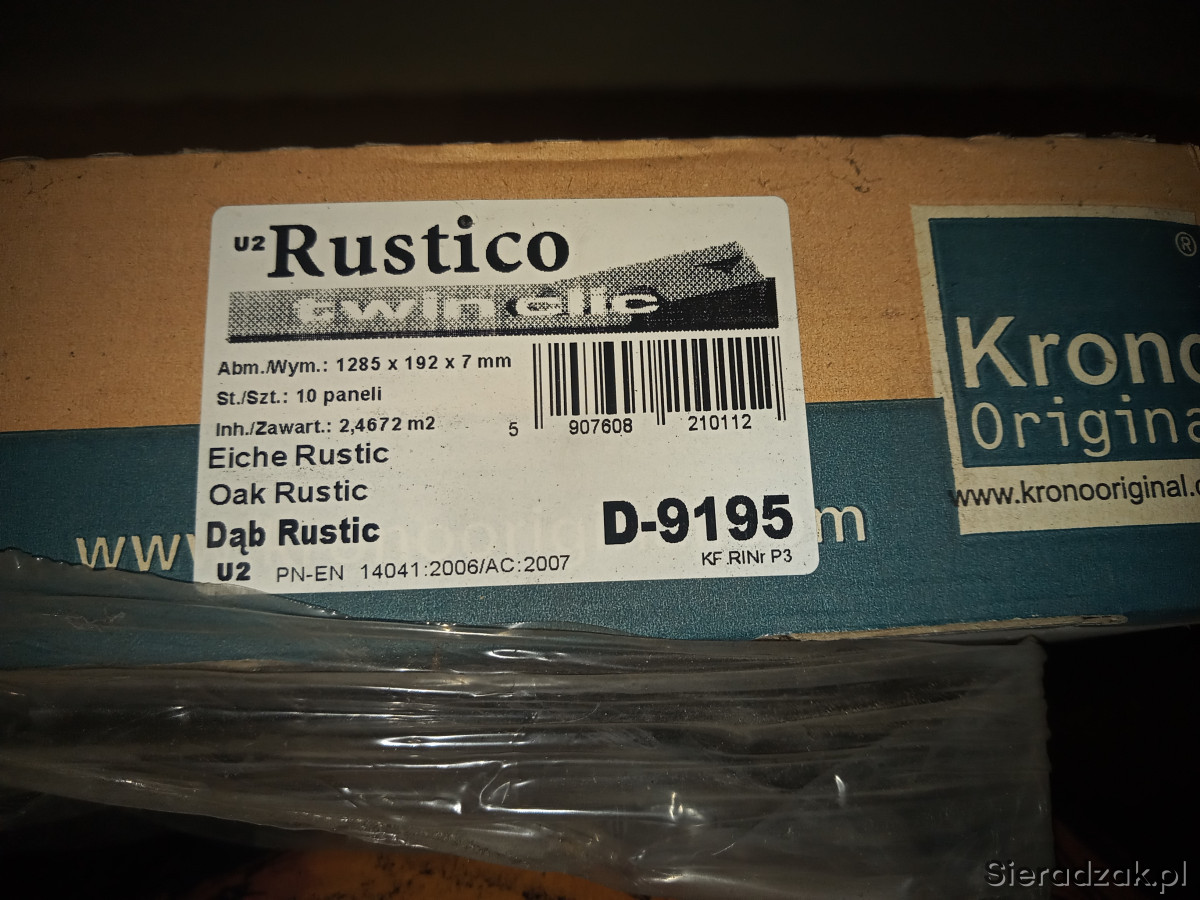 U2 Rustico
twin clic
Abm./Wym.: 1285 x 192 x 7 mm
St./Szt.: 10 paneli
Inh./Zawart.: 2,4672 m2
5 907608 210112
Eiche Rustic
Oak Rustic
Dąb Rustic
D-9195
U2 PN-EN 14041:2006/AC:2007
KF.RINr P3
®
Krono
Origina
www.kronooriginal.c
Sieradzak.pl